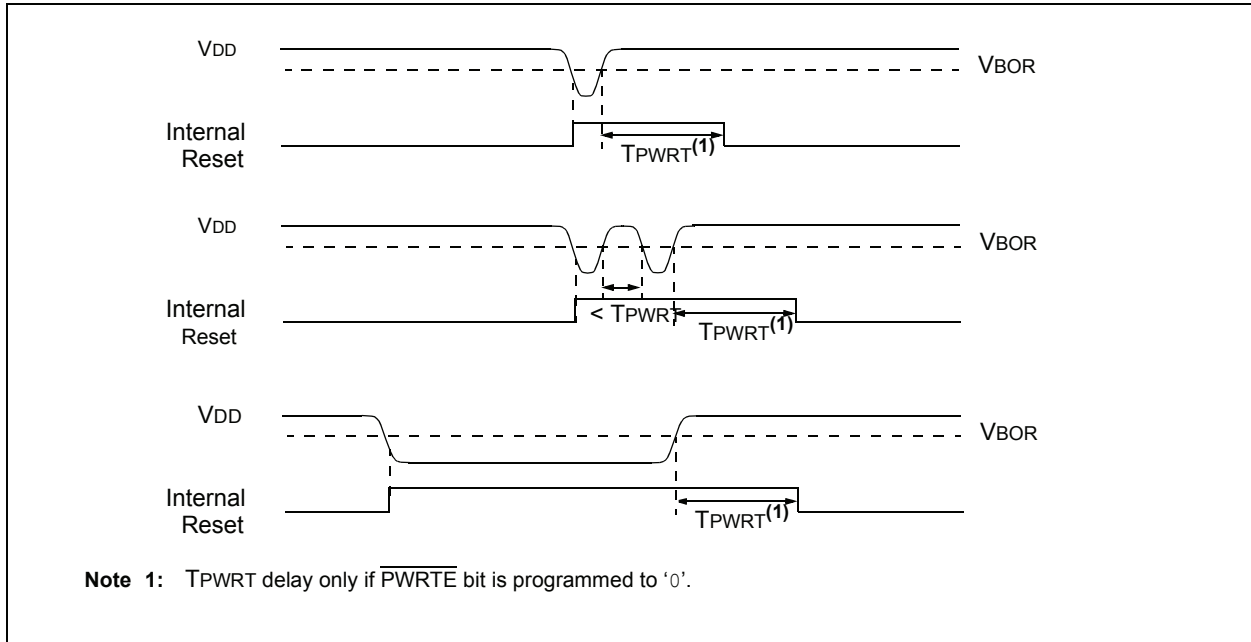 VDD
VBOR
Internal
Reset
TPWRT(1)
VDD
VBOR
Internal
Reset
< TPWRT
TPWRT(1)
VDD
VBOR
Internal
Reset
TPWRT(1)
Note 1: TPWRT delay only if PWRTE bit is programmed to ‘0’.